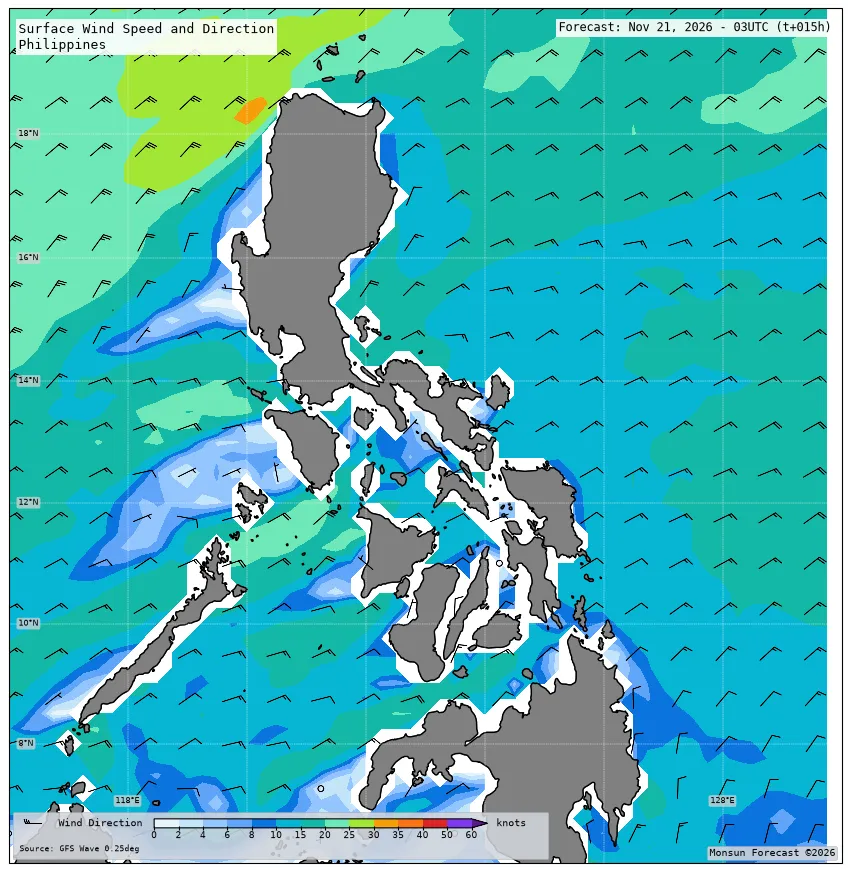 Surface Wind Speed and Direction
Philippines
Forecast: Nov 21, 2026 - 03UTC (t+015h)
18°N
16°N
14°N
12°N
10°N
8°N
118°E
128°E
Wind Direction
0 2 4 6 8 10 15 20 25 30 35 40 50 60
knots
Source: GFS Wave 0.25deg
Monsun Forecast ©2026